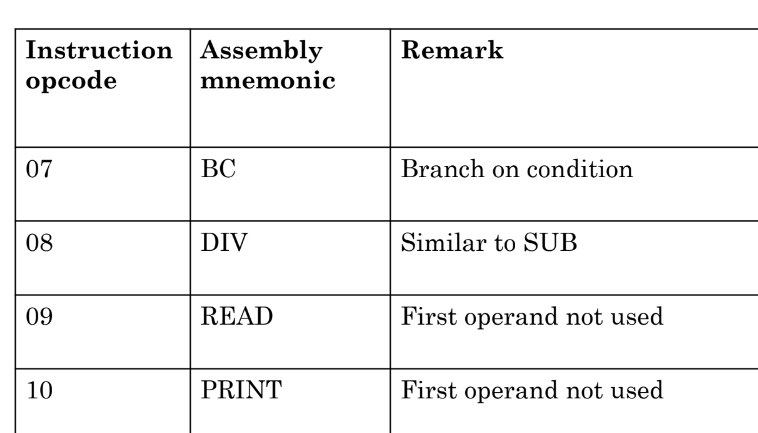 Instruction opcode Assembly mnemonic Remark
07 BC Branch on condition
08 DIV Similar to SUB
09 READ First operand not used
10 PRINT First operand not used